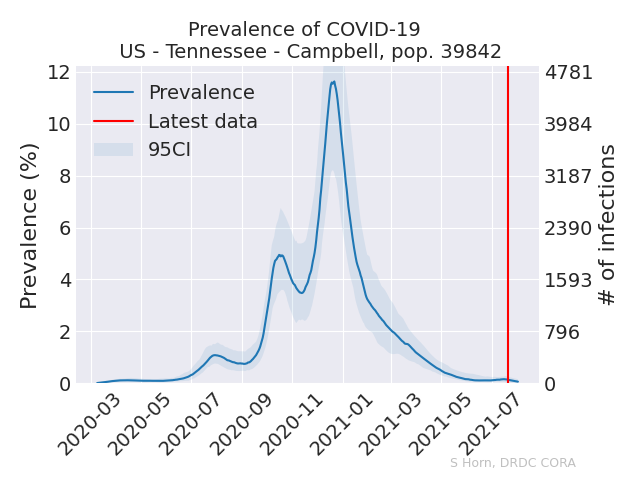 Prevalence of COVID-19
US - Tennessee - Campbell, pop. 39842
Prevalence
Latest data
95CI
Prevalence (%)
12
10
8
6
4
2
0
4781
3984
3187
2390
1593
796
0
# of infections
2020-03
2020-05
2020-07
2020-09
2020-11
2021-01
2021-03
2021-05
2021-07
S Horn, DRDC CORA